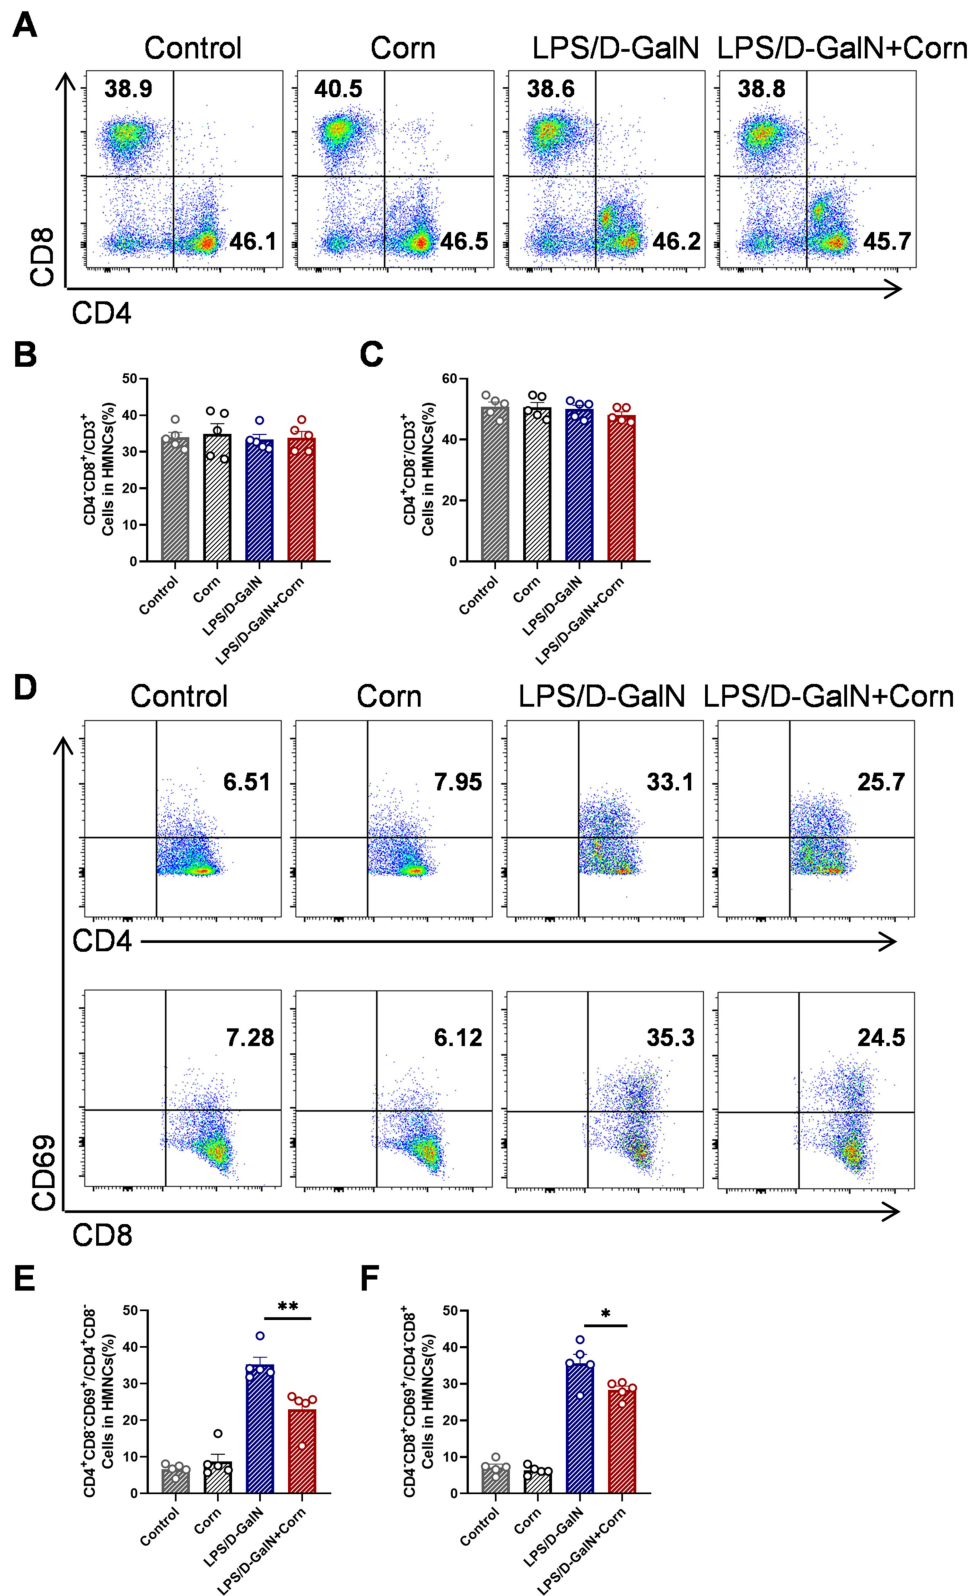 A
Control Corn LPS/D-GalN LPS/D-GalN+Corn
38.9 40.5 38.6 38.8
46.1 46.5 46.2 45.7
CD8
CD4
B
CD4⁻CD8⁺/CD3⁺
Cells in HMNCs(%)
50
40
30
20
10
0
Control Corn LPS/D-GalN LPS/D-GalN+Corn
C
CD4⁺CD8⁻/CD3⁺
Cells in HMNCs(%)
60
40
20
0
Control Corn LPS/D-GalN LPS/D-GalN+Corn
D
Control Corn LPS/D-GalN LPS/D-GalN+Corn
6.51 7.95 33.1 25.7
CD4
7.28 6.12 35.3 24.5
CD69
CD8
E
CD4⁺CD8⁻CD69⁺/CD4⁺CD8⁻
Cells in HMNCs(%)
50
40
30
20
10
0
**
Control Corn LPS/D-GalN LPS/D-GalN+Corn
F
CD4⁻CD8⁺CD69⁺/CD4⁻CD8⁺
Cells in HMNCs(%)
50
40
30
20
10
0
*
Control Corn LPS/D-GalN LPS/D-GalN+Corn